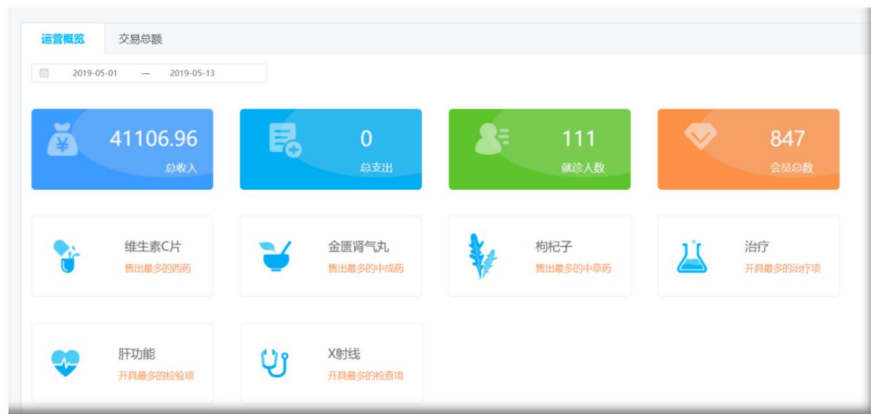 运营概览 交易总额
2019-05-01 — 2019-05-13
41106.96 0 111 847
总收入 总支出 就诊人数 会员总数
维生素C片 金匮肾气丸 枸杞子 治疗
售出最多的西药 售出最多的中成药 售出最多的中草药 开具最多的治疗项
肝功能 X射线
开具最多的检验项 开具最多的检查项